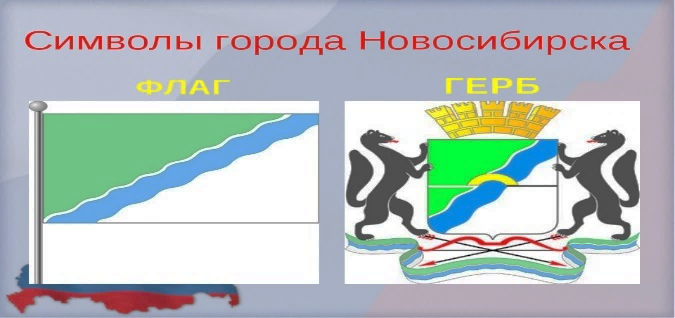 Символы города Новосибирска
ФЛАГ
ГЕРБ